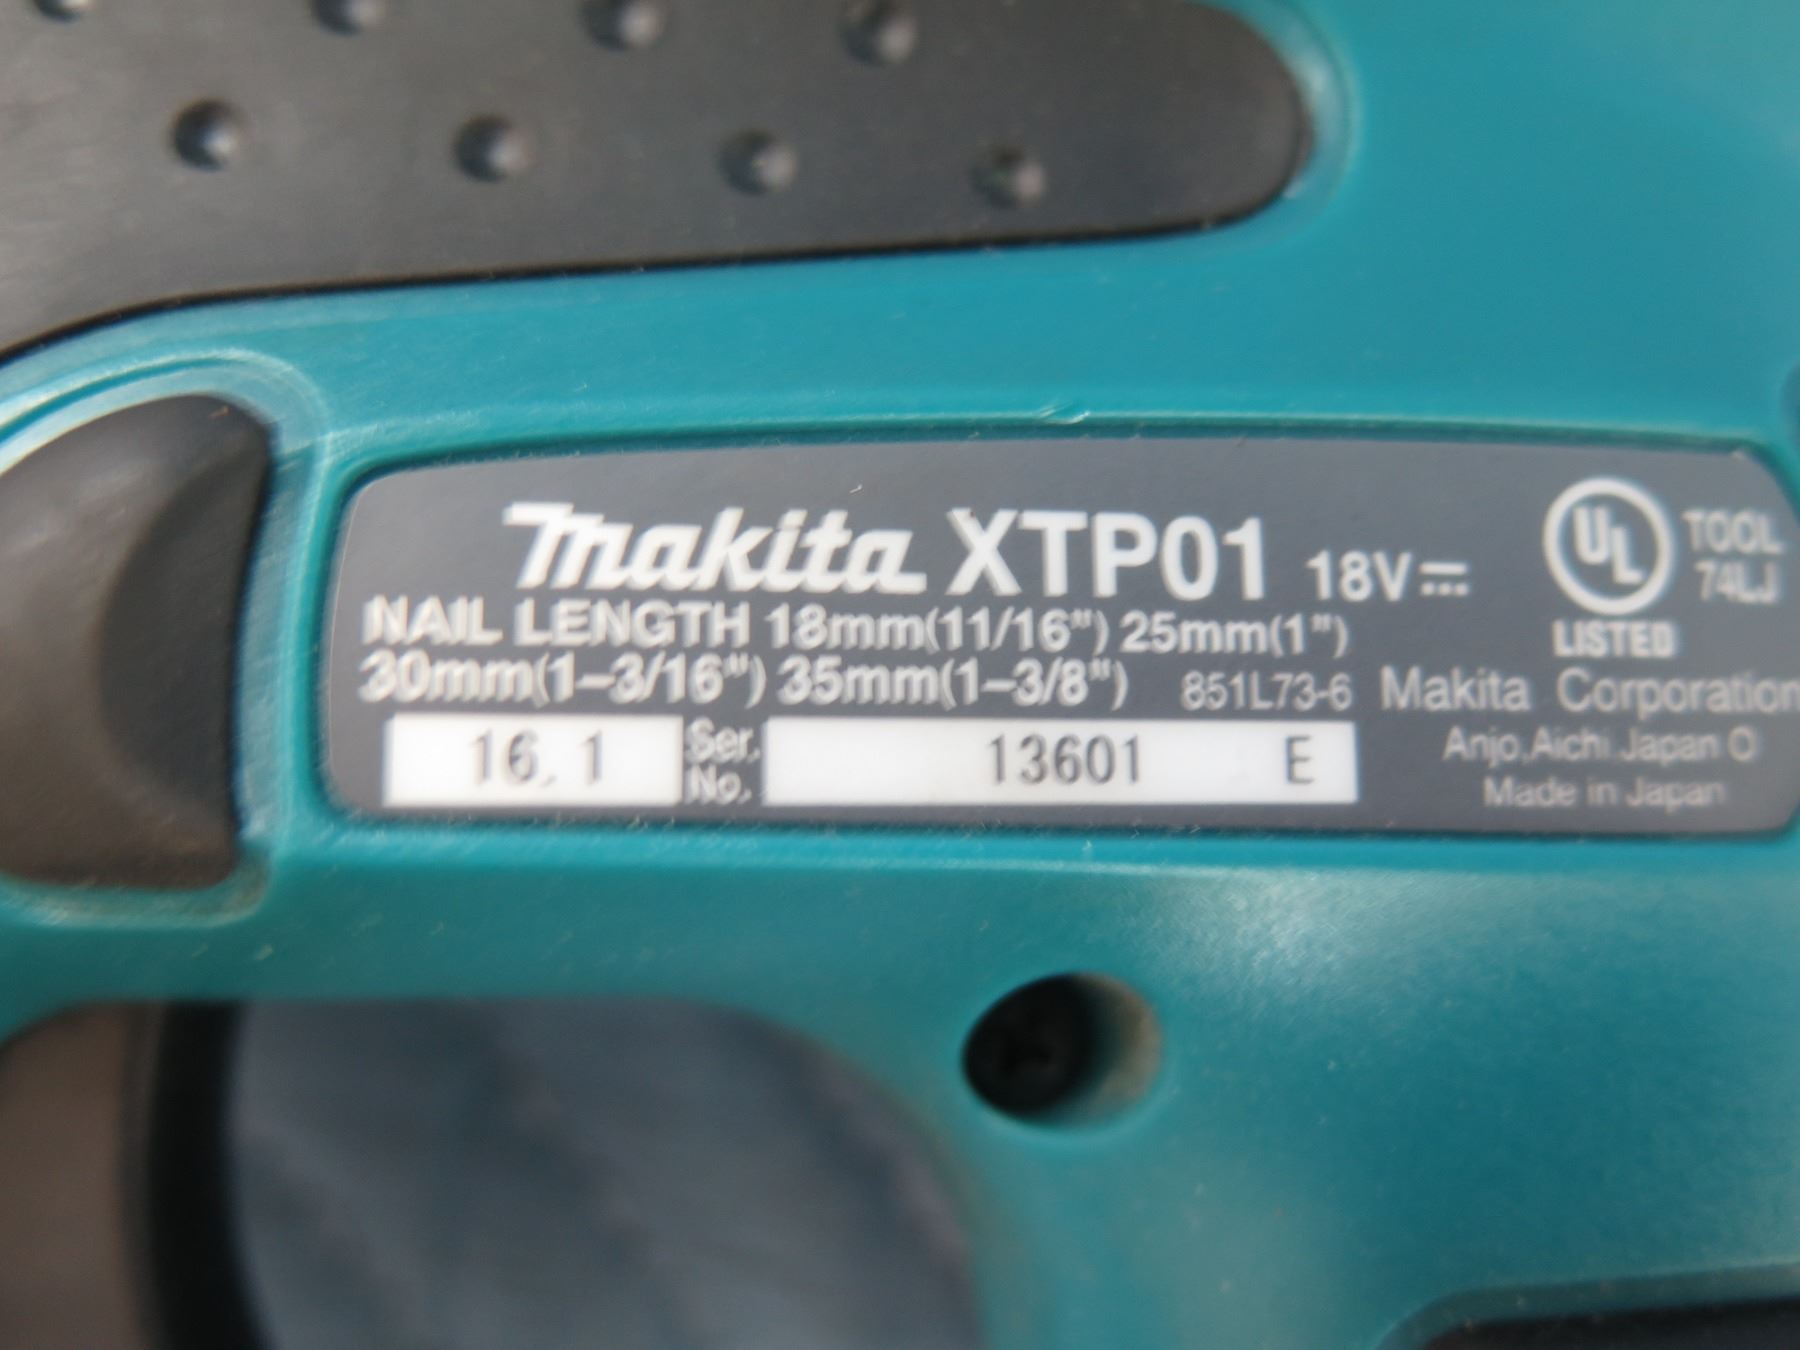 makita XTP01 18V⎓
NAIL LENGTH 18mm(11/16") 25mm(1")
30mm(1-3/16") 35mm(1-3/8") 851L73-6
16. 1 Ser. No. 13601 E
UL TOOL
74LJ
LISTED
Makita Corporation
Anjo,Aichi Japan O
Made in Japan